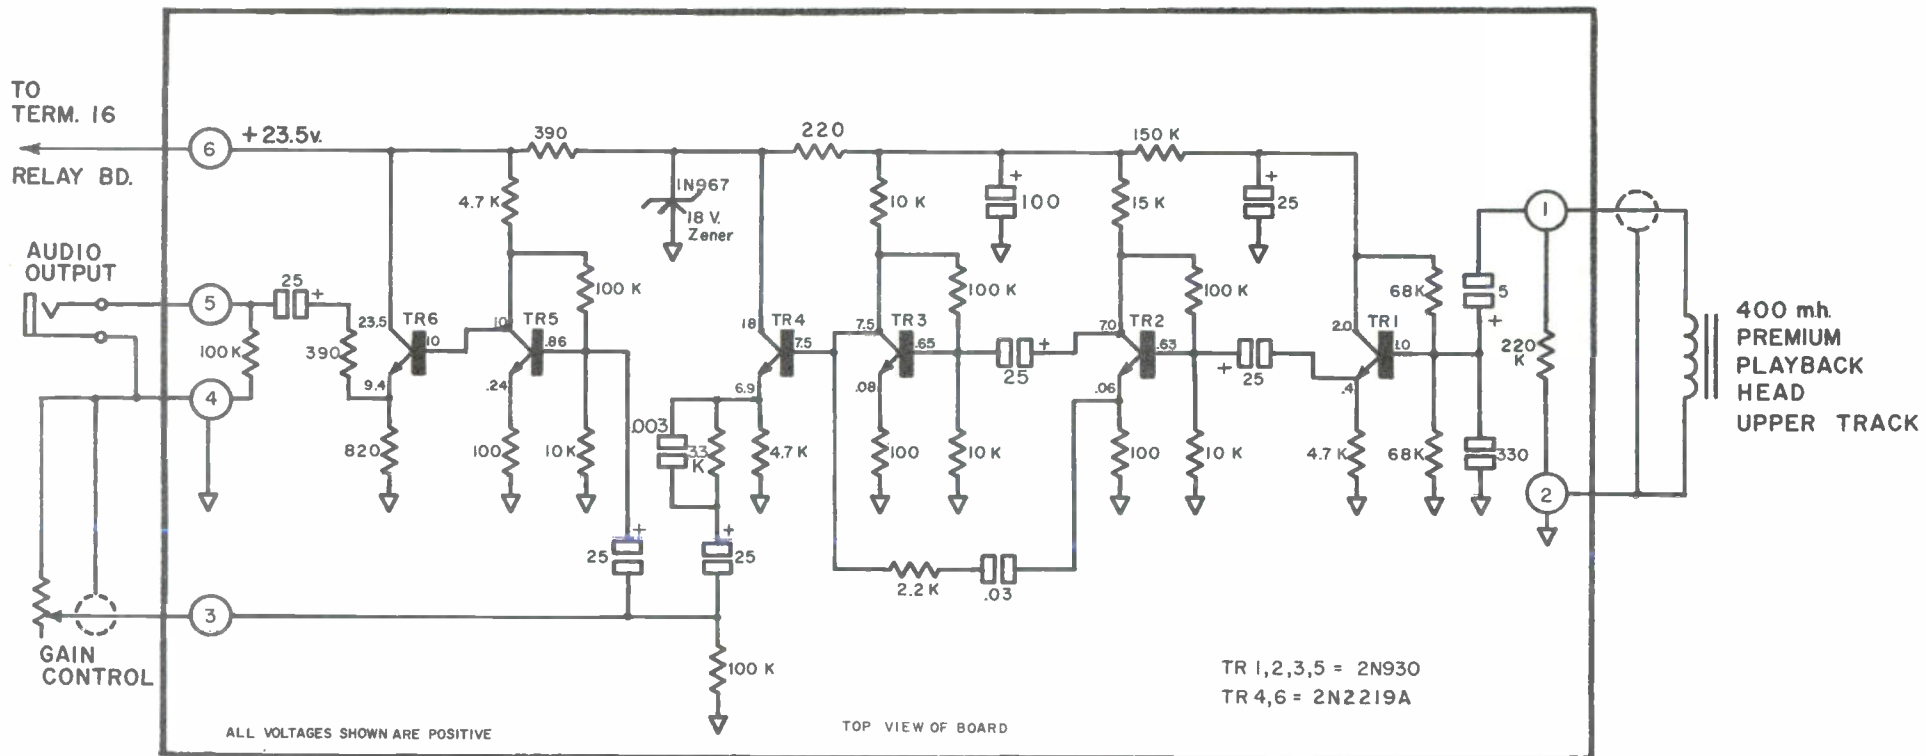 TO
TERM. 16
RELAY BD.
6
+23.5v.
390
220
150 K
4.7 K
1N967
18 V.
Zener
10 K
+
100
15 K
+
25
1
AUDIO
OUTPUT
5
25
+
100 K
100 K
100 K
68K
5
+
400 mh.
PREMIUM
PLAYBACK
HEAD
UPPER TRACK
100K
390
23.5
TR6
10
10
TR5
.86
18
TR4
7.5
7.5
TR3
.65
25
+
7.0
TR2
.63
+
25
2.0
TR1
1.0
220
K
4
9.4
.24
6.9
.08
.06
.4
820
100
10K
.003
3.3
K
4.7 K
100
10 K
100
10 K
4.7 K
68K
330
2
+
25
+
25
2.2 K
.03
3
GAIN
CONTROL
100 K
TR 1,2,3,5 = 2N930
TR 4,6 = 2N2219A
ALL VOLTAGES SHOWN ARE POSITIVE
TOP VIEW OF BOARD